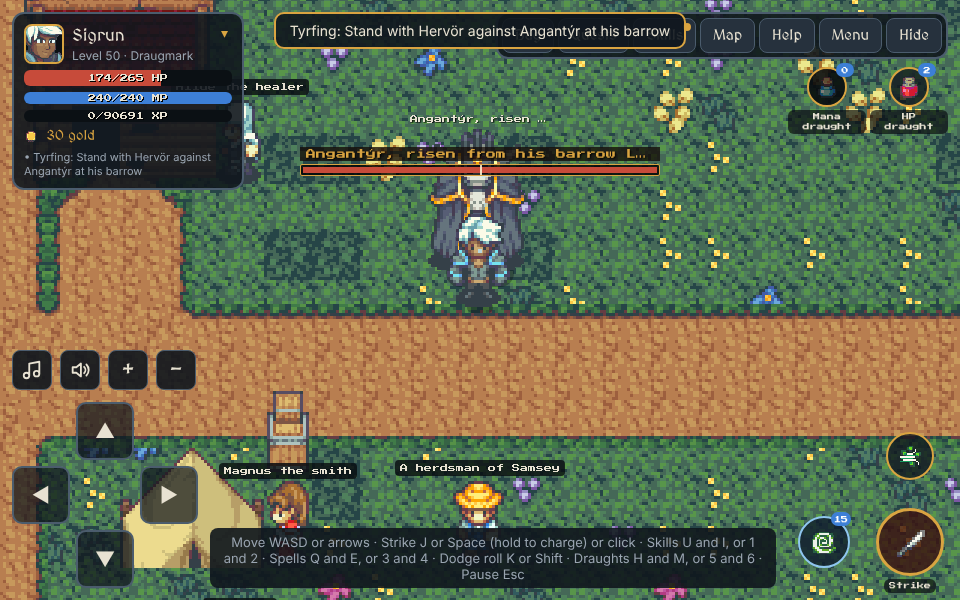 Sigrun
Level 50 · Draugmark
174/265 HP
240/240 MP
0/90691 XP
30 gold
• Tyrfing: Stand with Hervör against Angantýr at his barrow
Tyrfing: Stand with Hervör against Angantýr at his barrow
Map
Help
Menu
Hide
he healer
0
Mana draught
2
HP draught
Angantýr, risen …
Angantýr, risen from his barrow L…
Magnus the smith
A herdsman of Samsey
Move WASD or arrows · Strike J or Space (hold to charge) or click · Skills U and I, or 1
and 2 · Spells Q and E, or 3 and 4 · Dodge roll K or Shift · Draughts H and M, or 5 and 6 ·
Pause Esc
15
Strike